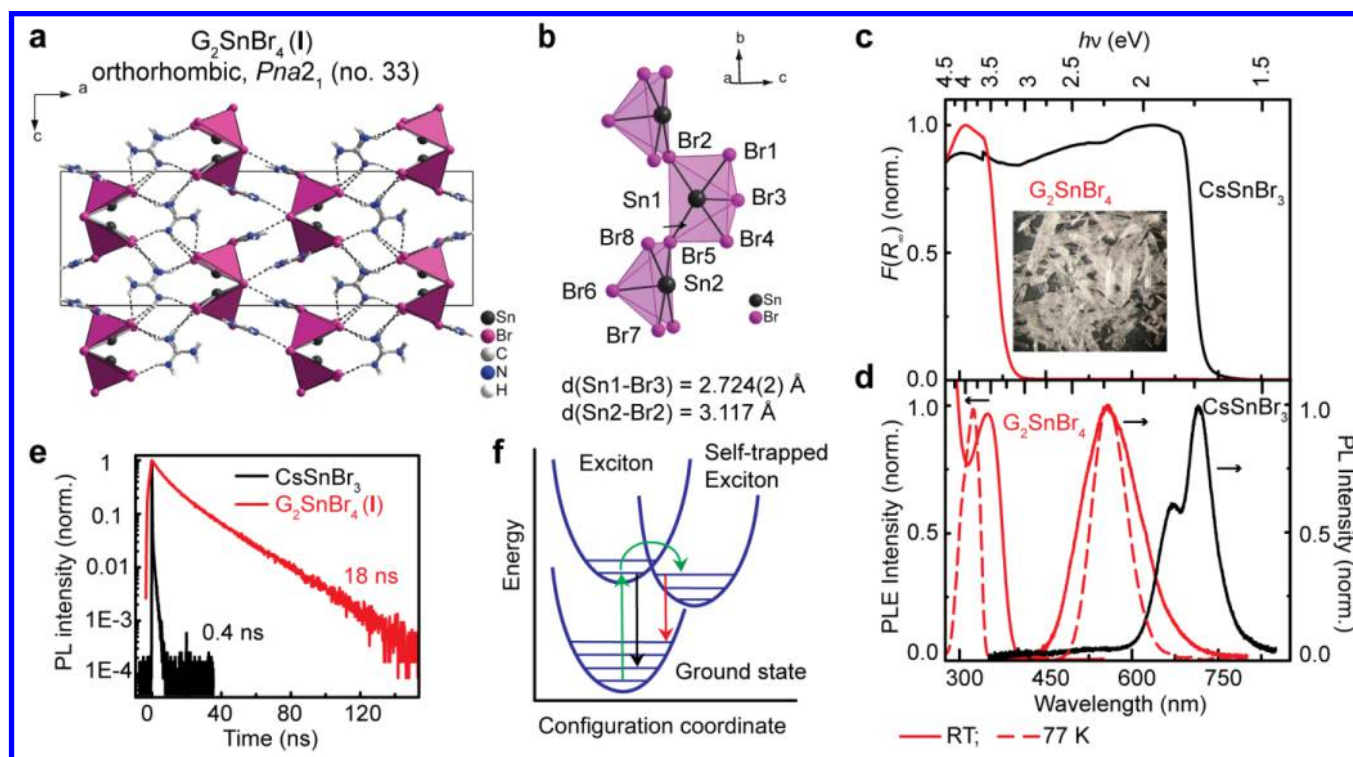 a
G₂SnBr₄ (I)
orthorhombic, Pna2₁ (no. 33)
a
c
Sn
Br
C
N
H
b
b
a
c
Br2
Br1
Sn1
Br3
Br8
Br5
Br4
Sn2
Br6
Br7
Sn
Br
d(Sn1-Br3) = 2.724(2) Å
d(Sn2-Br2) = 3.117 Å
c
hν (eV)
4.5 4 3.5 3 2.5 2 1.5
F(R∞) (norm.)
1.0
0.5
0.0
G₂SnBr₄
CsSnBr₃
d
PLE Intensity (norm.)
1.0
0.5
0.0
G₂SnBr₄
CsSnBr₃
1.0
0.5
0.0
PL Intensity (norm.)
300 450 600 750
Wavelength (nm)
RT; 77 K
e
PL intensity (norm.)
1
0.1
0.01
1E-3
1E-4
CsSnBr₃
G₂SnBr₄ (I)
18 ns
0.4 ns
0 40 80 120
Time (ns)
f
Energy
Exciton
Self-trapped
Exciton
Ground state
Configuration coordinate